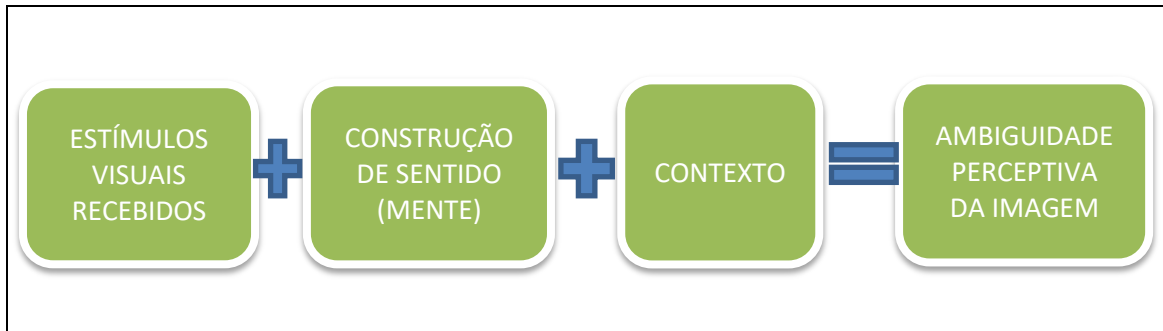 ESTÍMULOS
VISUAIS
RECEBIDOS
CONSTRUÇÃO
DE SENTIDO
(MENTE)
CONTEXTO
AMBIGUIDADE
PERCEPTIVA
DA IMAGEM